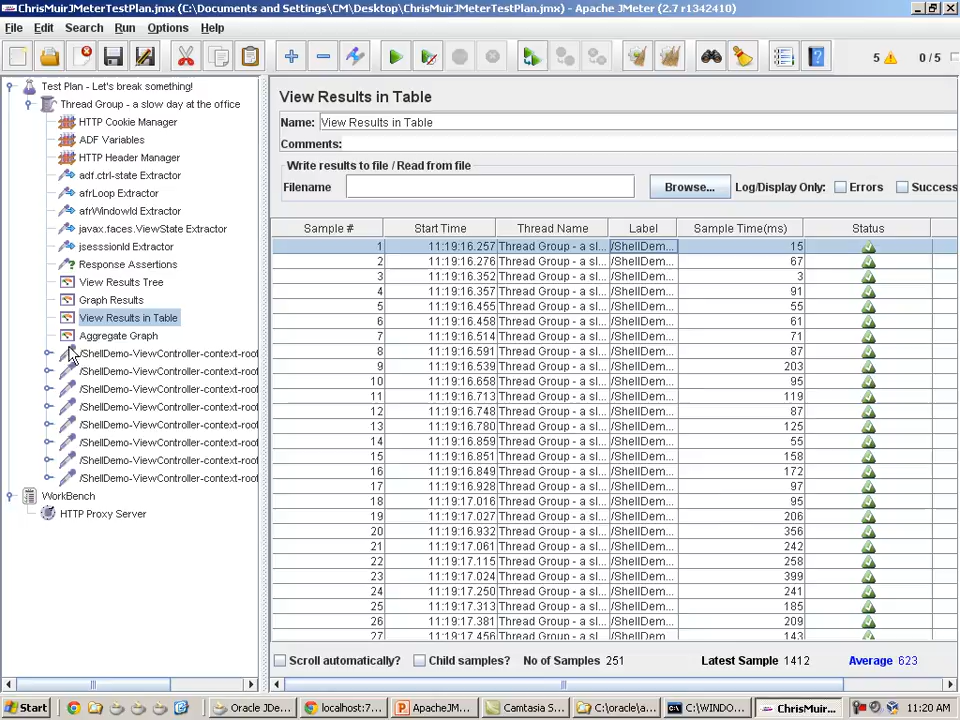 ChrisMuirJMeterTestPlan.jmx (C:\Documents and Settings\CM\Desktop\ChrisMuirJMeterTestPlan.jmx) - Apache JMeter (2.7 r1342410)
File Edit Search Run Options Help
5 0/5
Test Plan - Let's break something!
Thread Group - a slow day at the office
HTTP Cookie Manager
ADF Variables
HTTP Header Manager
adf.ctrl-state Extractor
afrLoop Extractor
afrWindowId Extractor
javax.faces.ViewState Extractor
jsesssionId Extractor
Response Assertions
View Results Tree
Graph Results
View Results in Table
Aggregate Graph
/ShellDemo-ViewController-context-root
/ShellDemo-ViewController-context-root
/ShellDemo-ViewController-context-root
/ShellDemo-ViewController-context-root
/ShellDemo-ViewController-context-root
/ShellDemo-ViewController-context-root
/ShellDemo-ViewController-context-root
/ShellDemo-ViewController-context-root
WorkBench
HTTP Proxy Server
View Results in Table
Name: View Results in Table
Comments:
Write results to file / Read from file
Filename Browse... Log/Display Only: Errors Success
Sample # Start Time Thread Name Label Sample Time(ms) Status
1 11:19:16.257 Thread Group - a sl... /ShellDem... 15
2 11:19:16.276 Thread Group - a sl... /ShellDem... 67
3 11:19:16.352 Thread Group - a sl... /ShellDem... 3
4 11:19:16.357 Thread Group - a sl... /ShellDem... 91
5 11:19:16.455 Thread Group - a sl... /ShellDem... 55
6 11:19:16.458 Thread Group - a sl... /ShellDem... 61
7 11:19:16.514 Thread Group - a sl... /ShellDem... 71
8 11:19:16.591 Thread Group - a sl... /ShellDem... 87
9 11:19:16.539 Thread Group - a sl... /ShellDem... 203
10 11:19:16.658 Thread Group - a sl... /ShellDem... 95
11 11:19:16.713 Thread Group - a sl... /ShellDem... 119
12 11:19:16.748 Thread Group - a sl... /ShellDem... 87
13 11:19:16.780 Thread Group - a sl... /ShellDem... 125
14 11:19:16.859 Thread Group - a sl... /ShellDem... 55
15 11:19:16.851 Thread Group - a sl... /ShellDem... 158
16 11:19:16.849 Thread Group - a sl... /ShellDem... 172
17 11:19:16.928 Thread Group - a sl... /ShellDem... 97
18 11:19:17.016 Thread Group - a sl... /ShellDem... 95
19 11:19:17.027 Thread Group - a sl... /ShellDem... 206
20 11:19:16.932 Thread Group - a sl... /ShellDem... 356
21 11:19:17.061 Thread Group - a sl... /ShellDem... 242
22 11:19:17.115 Thread Group - a sl... /ShellDem... 258
23 11:19:17.024 Thread Group - a sl... /ShellDem... 399
24 11:19:17.250 Thread Group - a sl... /ShellDem... 241
25 11:19:17.313 Thread Group - a sl... /ShellDem... 185
26 11:19:17.381 Thread Group - a sl... /ShellDem... 209
27 11:19:17.456 Thread Group - a sl... /ShellDem... 143
Scroll automatically? Child samples? No of Samples 251 Latest Sample 1412 Average 623
Start Oracle JDe... localhost:7... ApacheJM... Camtasia S... C:\oracle\a... C:\WINDO... ChrisMuir... 11:20 AM